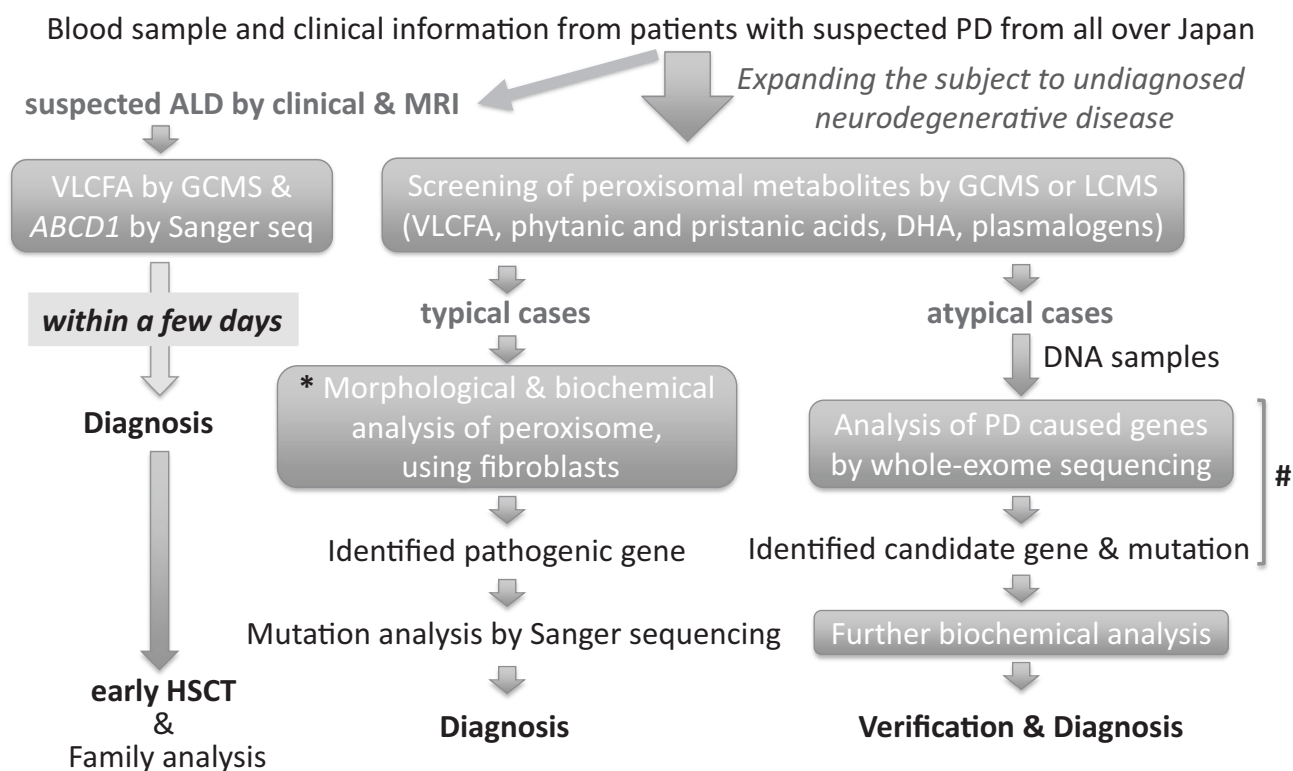 Blood sample and clinical information from patients with suspected PD from all over Japan
Expanding the subject to undiagnosed
neurodegenerative disease
suspected ALD by clinical & MRI
VLCFA by GCMS &
ABCD1 by Sanger seq
within a few days
Diagnosis
early HSCT
&
Family analysis
Screening of peroxisomal metabolites by GCMS or LCMS
(VLCFA, phytanic and pristanic acids, DHA, plasmalogens)
typical cases
* Morphological & biochemical
analysis of peroxisome,
using fibroblasts
Identified pathogenic gene
Mutation analysis by Sanger sequencing
Diagnosis
atypical cases
DNA samples
Analysis of PD caused genes
by whole-exome sequencing
#
Identified candidate gene & mutation
Further biochemical analysis
Verification & Diagnosis